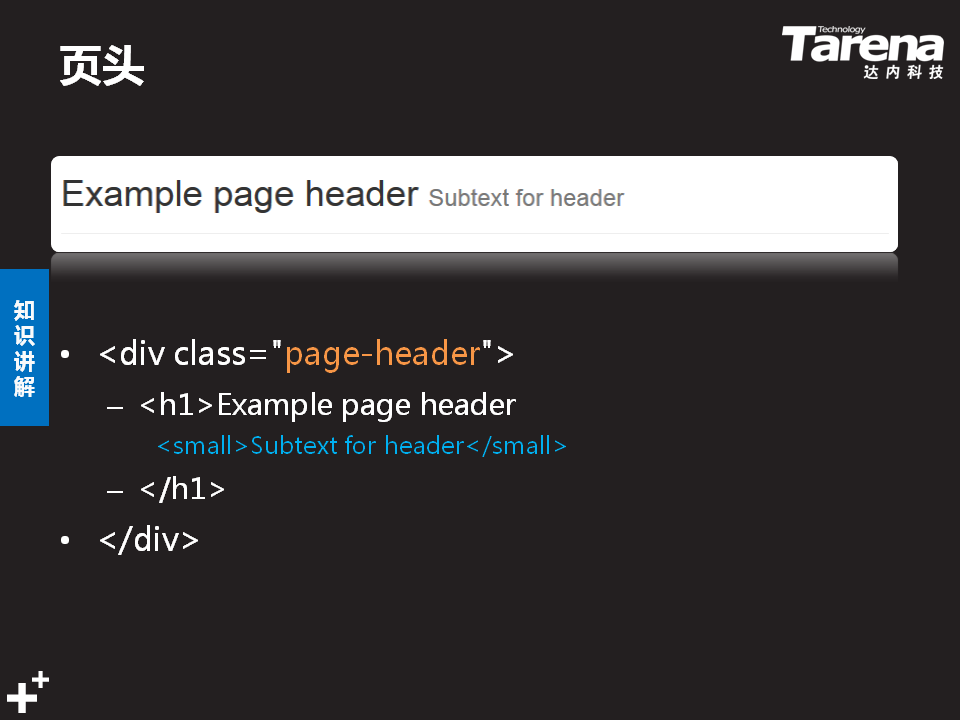 页头
Technology
Tarena
达内科技
Example page header Subtext for header
知识讲解
• <div class="page-header">
– <h1>Example page header
<small>Subtext for header</small>
– </h1>
• </div>